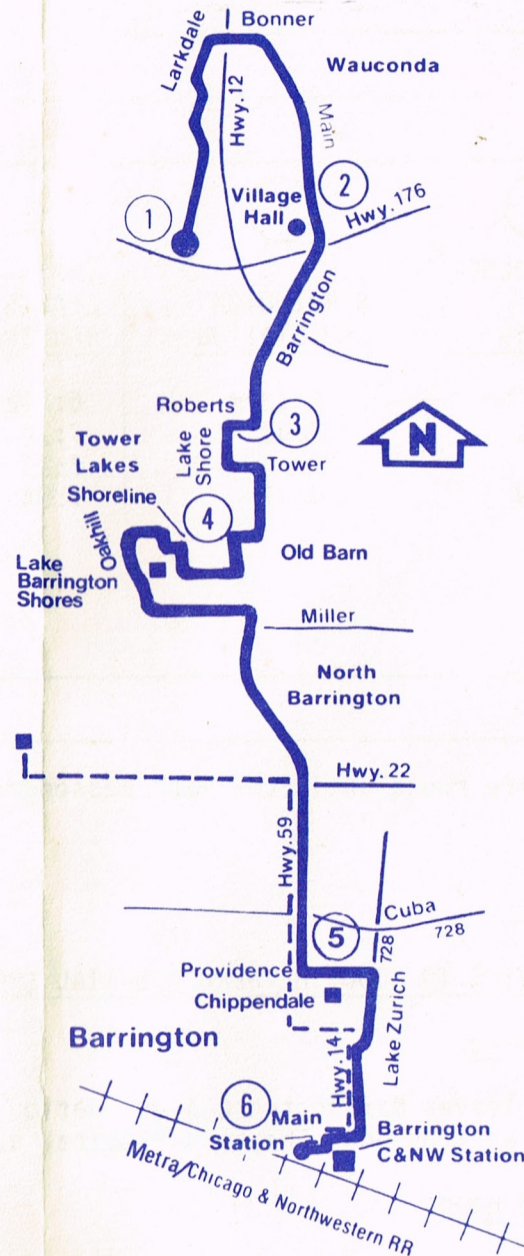 Bonner
Larkdale
Wauconda
Hwy. 12
Main
2
Village
Hall
Hwy. 176
1
Barrington
Roberts
3
N
Tower
Lakes
Lake
Shore
Tower
Shoreline
4
Oakhill
Old Barn
Lake
Barrington
Shores
Miller
North
Barrington
Hwy. 22
Hwy. 59
Cuba
728
5
728
Providence
Chippendale
Lake Zurich
Barrington
Hwy. 14
6
Main
Station
Barrington
C&NW Station
Metra/Chicago & Northwestern RR